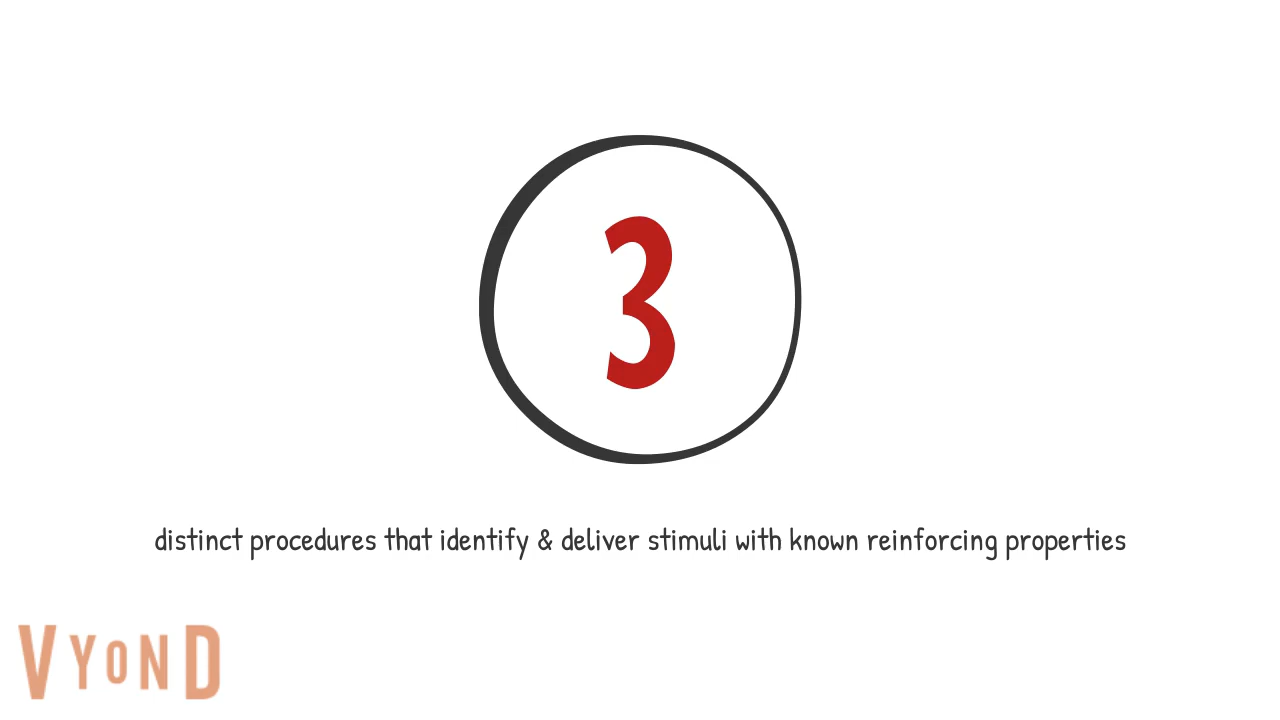 3
distinct procedures that identify & deliver stimuli with known reinforcing properties
VYOND